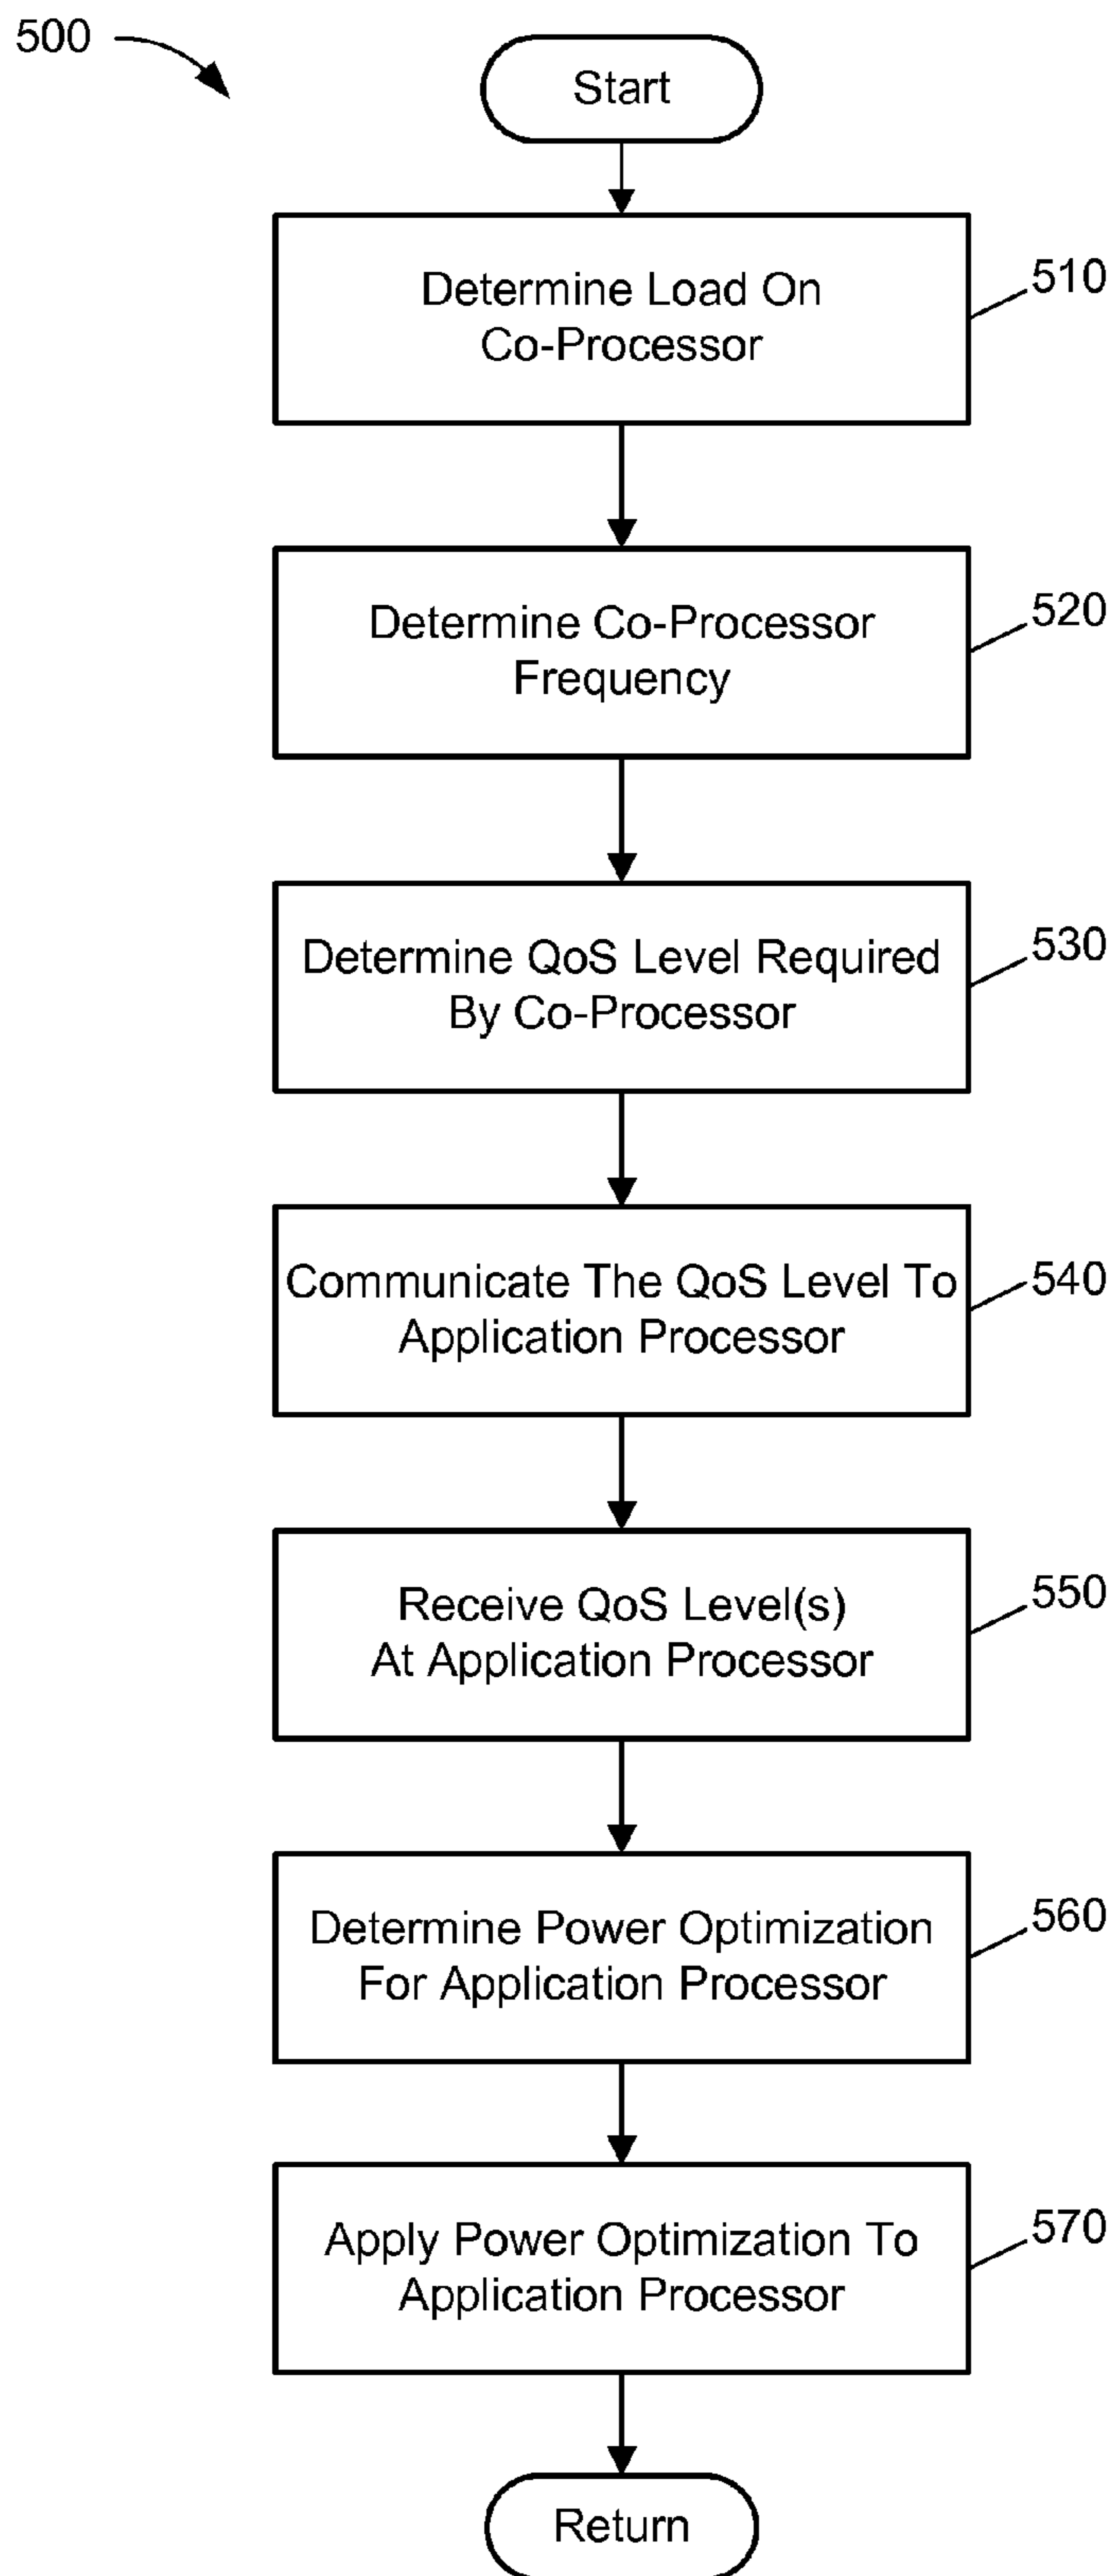 500
Start
Determine Load On
Co-Processor
510
Determine Co-Processor
Frequency
520
Determine QoS Level Required
By Co-Processor
530
Communicate The QoS Level To
Application Processor
540
Receive QoS Level(s)
At Application Processor
550
Determine Power Optimization
For Application Processor
560
Apply Power Optimization To
Application Processor
570
Return